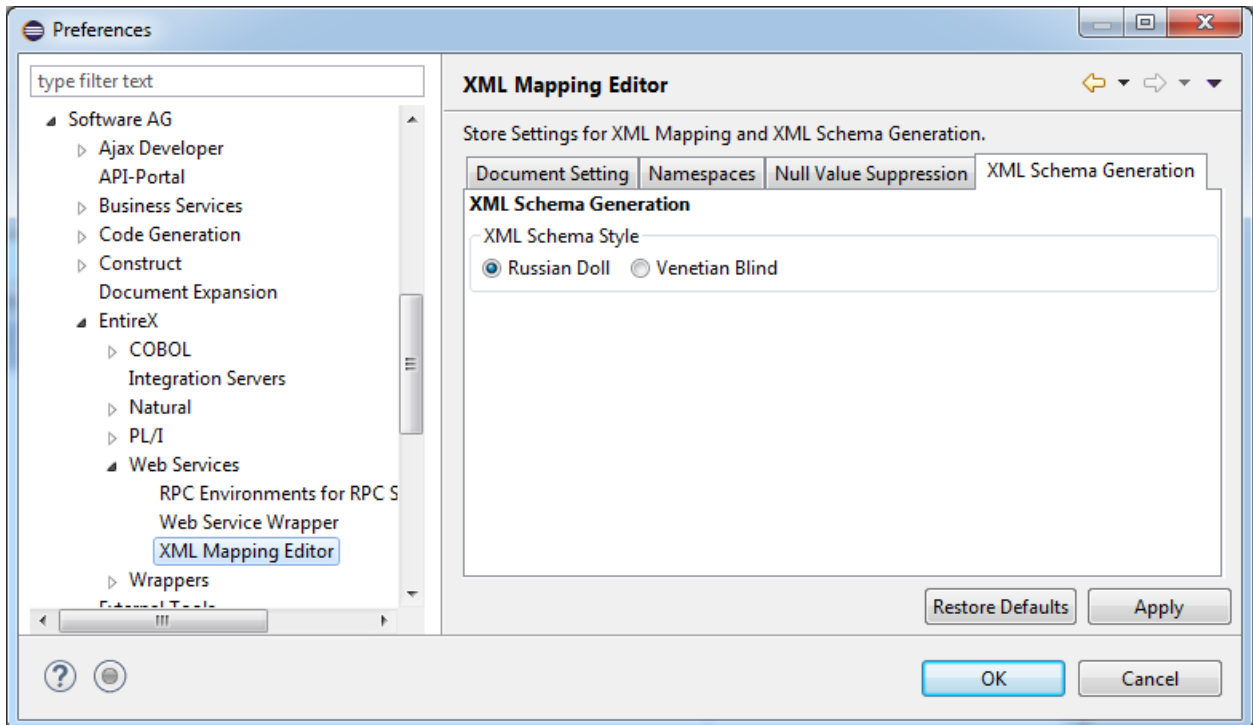 Preferences
type filter text
Software AG
Ajax Developer
API-Portal
Business Services
Code Generation
Construct
Document Expansion
EntireX
COBOL
Integration Servers
Natural
PL/I
Web Services
RPC Environments for RPC S
Web Service Wrapper
XML Mapping Editor
Wrappers
External Tools
XML Mapping Editor
Store Settings for XML Mapping and XML Schema Generation.
Document Setting Namespaces Null Value Suppression XML Schema Generation
XML Schema Generation
XML Schema Style
Russian Doll Venetian Blind
Restore Defaults Apply
OK Cancel